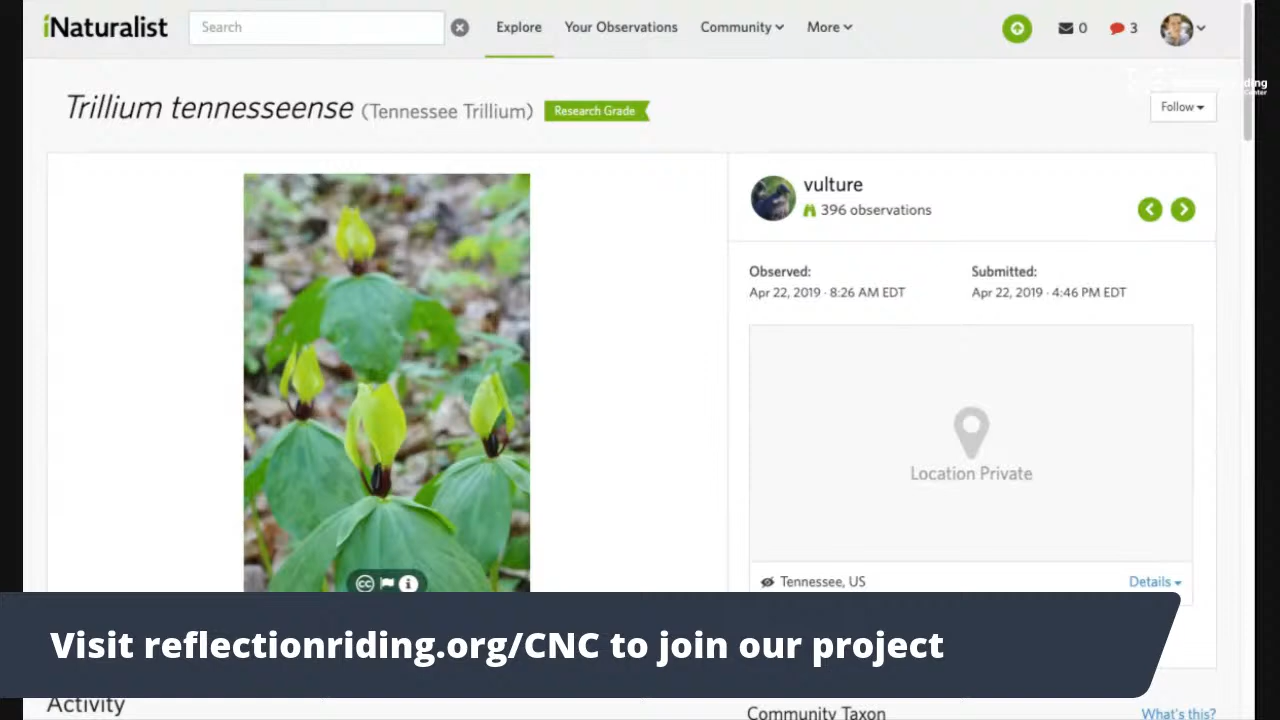 iNaturalist
Search
Explore
Your Observations
Community
More
0
3
Trillium tennesseense (Tennessee Trillium)
Research Grade
Follow
vulture
396 observations
Observed:
Apr 22, 2019 · 8:26 AM EDT
Submitted:
Apr 22, 2019 · 4:46 PM EDT
Location Private
Tennessee, US
Details
cc
i
Visit reflectionriding.org/CNC to join our project
Activity
Community Taxon
What's this?